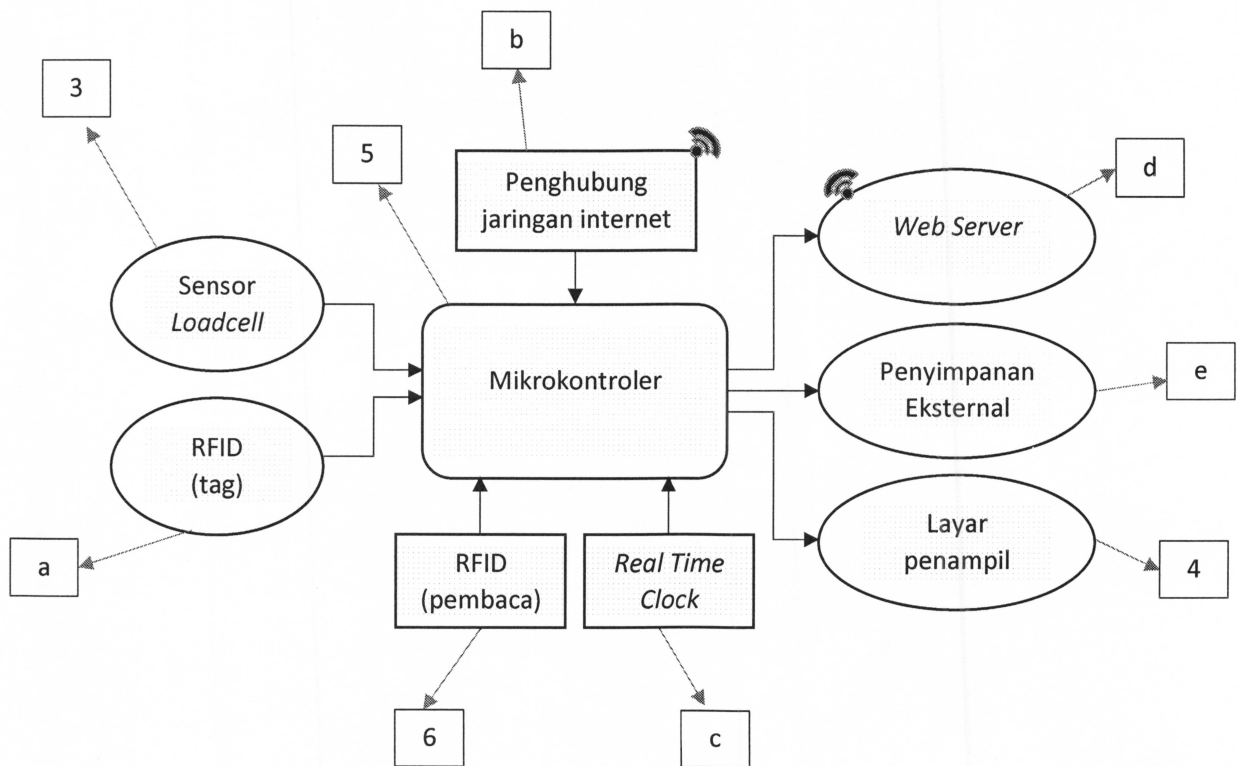 b
3
5
Penghubung
jaringan internet
d
Web Server
Sensor
Loadcell
Mikrokontroler
Penyimpanan
Eksternal
e
RFID
(tag)
Layar
penampil
a
RFID
(pembaca)
Real Time
Clock
4
6
c